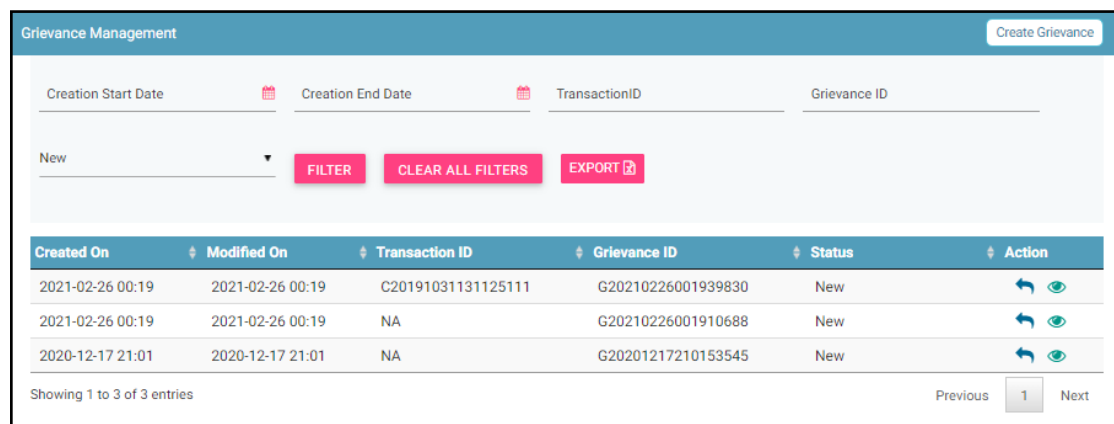 Grievance Management Create Grievance
Creation Start Date Creation End Date TransactionID Grievance ID
New FILTER CLEAR ALL FILTERS EXPORT
Created On Modified On Transaction ID Grievance ID Status Action
2021-02-26 00:19 2021-02-26 00:19 C20191031131125111 G20210226001939830 New
2021-02-26 00:19 2021-02-26 00:19 NA G20210226001910688 New
2020-12-17 21:01 2020-12-17 21:01 NA G20201217210153545 New
Showing 1 to 3 of 3 entries Previous 1 Next